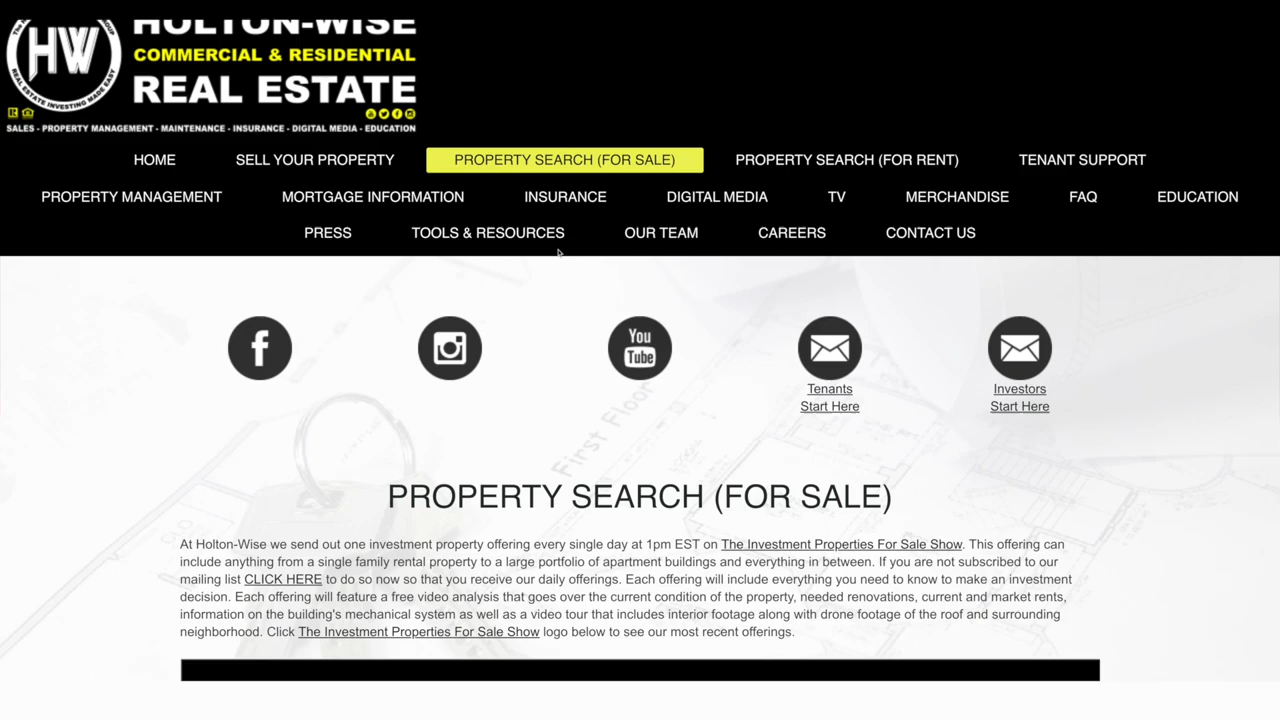 HOLTON-WISE
COMMERCIAL & RESIDENTIAL
REAL ESTATE
HW
REAL ESTATE INVESTING MADE EASY
SALES - PROPERTY MANAGEMENT - MAINTENANCE - INSURANCE - DIGITAL MEDIA - EDUCATION
HOME SELL YOUR PROPERTY PROPERTY SEARCH (FOR SALE) PROPERTY SEARCH (FOR RENT) TENANT SUPPORT
PROPERTY MANAGEMENT MORTGAGE INFORMATION INSURANCE DIGITAL MEDIA TV MERCHANDISE FAQ EDUCATION
PRESS TOOLS & RESOURCES OUR TEAM CAREERS CONTACT US
You
Tube
Tenants
Start Here
Investors
Start Here
First Floor
PROPERTY SEARCH (FOR SALE)
At Holton-Wise we send out one investment property offering every single day at 1pm EST on The Investment Properties For Sale Show. This offering can
include anything from a single family rental property to a large portfolio of apartment buildings and everything in between. If you are not subscribed to our
mailing list CLICK HERE to do so now so that you receive our daily offerings. Each offering will include everything you need to know to make an investment
decision. Each offering will feature a free video analysis that goes over the current condition of the property, needed renovations, current and market rents,
information on the building's mechanical system as well as a video tour that includes interior footage along with drone footage of the roof and surrounding
neighborhood. Click The Investment Properties For Sale Show logo below to see our most recent offerings.